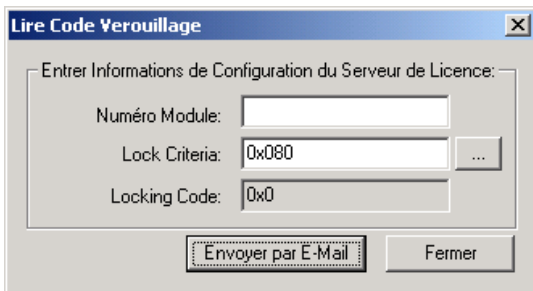 Lire Code Verouillage
Entrer Informations de Configuration du Serveur de Licence:
Numéro Module:
Lock Criteria: 0x080 ...
Locking Code: 0x0
Envoyer par E-Mail Fermer